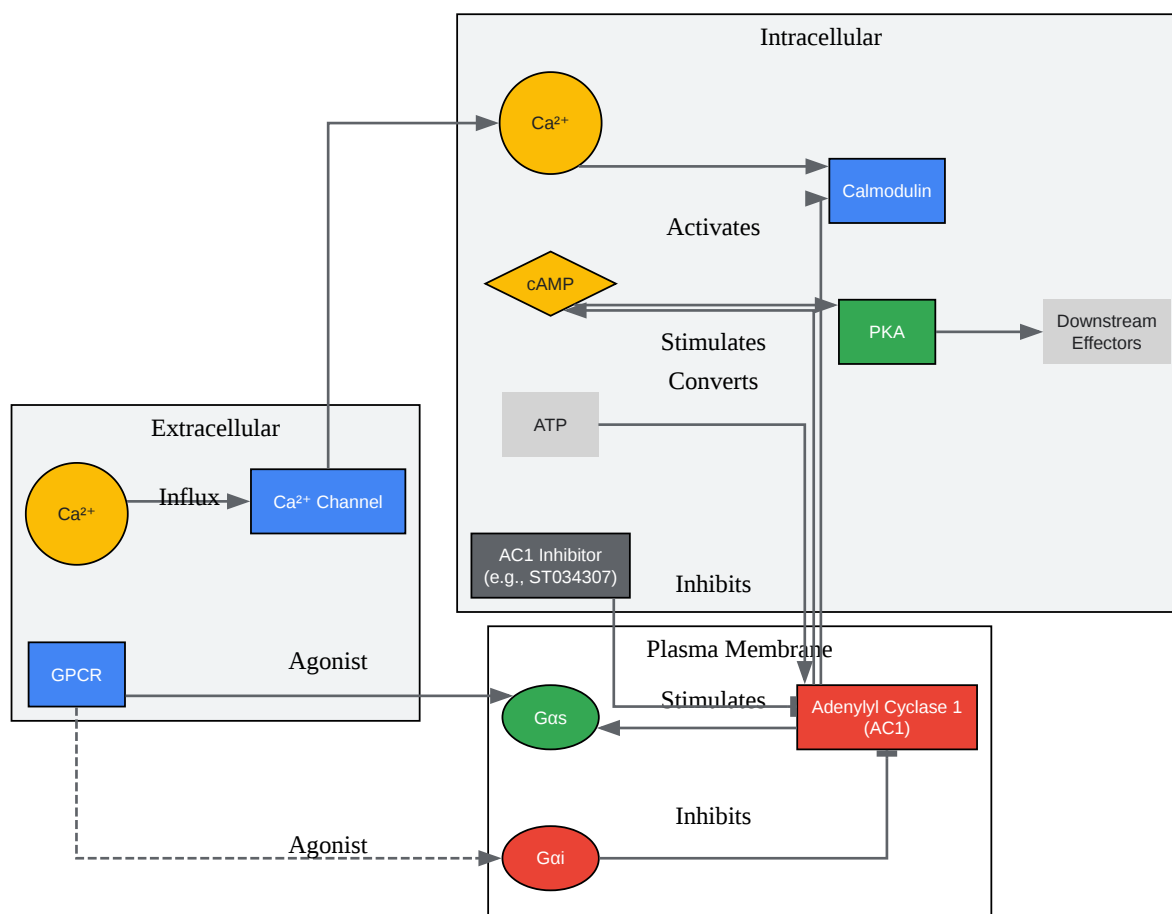 Intracellular
Ca²⁺
Calmodulin
Activates
cAMP
PKA
Downstream
Effectors
Stimulates
Converts
ATP
Extracellular
Ca²⁺
Influx
Ca²⁺ Channel
AC1 Inhibitor
(e.g., ST034307)
Inhibits
Plasma Membrane
GPCR
Agonist
Gαs
Stimulates
Adenylyl Cyclase 1
(AC1)
Inhibits
Agonist
Gαi